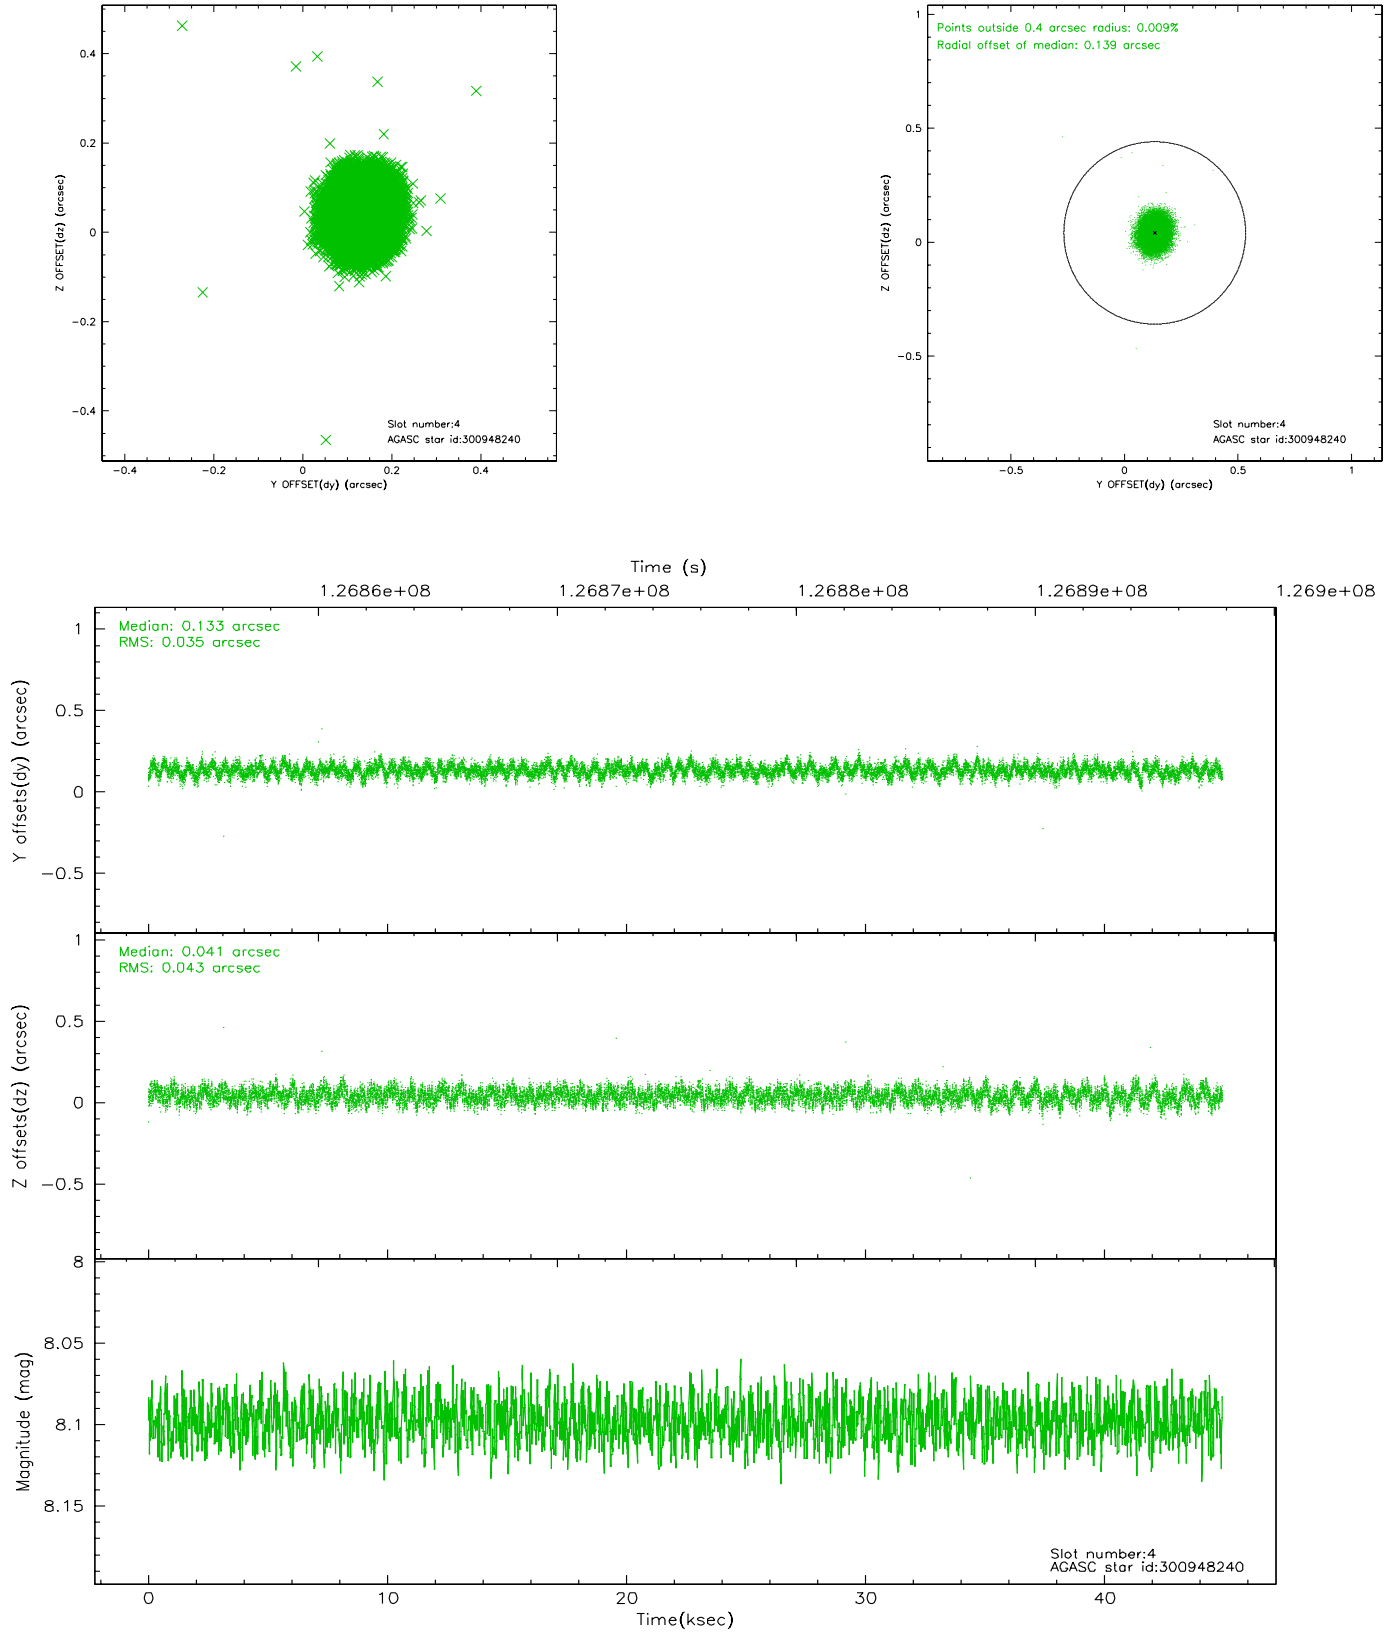 0.4
0.2
0
−0.2
−0.4
Z OFFSET(dz) (arcsec)
Slot number:4
AGASC star id:300948240
−0.4 −0.2 0 0.2 0.4
Y OFFSET(dy) (arcsec)
Points outside 0.4 arcsec radius: 0.009%
Radial offset of median: 0.139 arcsec
1
0.5
0
−0.5
Z OFFSET(dz) (arcsec)
Slot number:4
AGASC star id:300948240
−0.5 0 0.5 1
Y OFFSET(dy) (arcsec)
Time (s)
1.2686e+08 1.2687e+08 1.2688e+08 1.2689e+08 1.269e+08
Median: 0.133 arcsec
RMS: 0.035 arcsec
1
0.5
0
−0.5
Y offsets(dy) (arcsec)
Median: 0.041 arcsec
RMS: 0.043 arcsec
1
0.5
0
−0.5
Z offsets(dz) (arcsec)
8
8.05
8.1
8.15
Magnitude (mag)
Slot number:4
AGASC star id:300948240
0 10 20 30 40
Time(ksec)